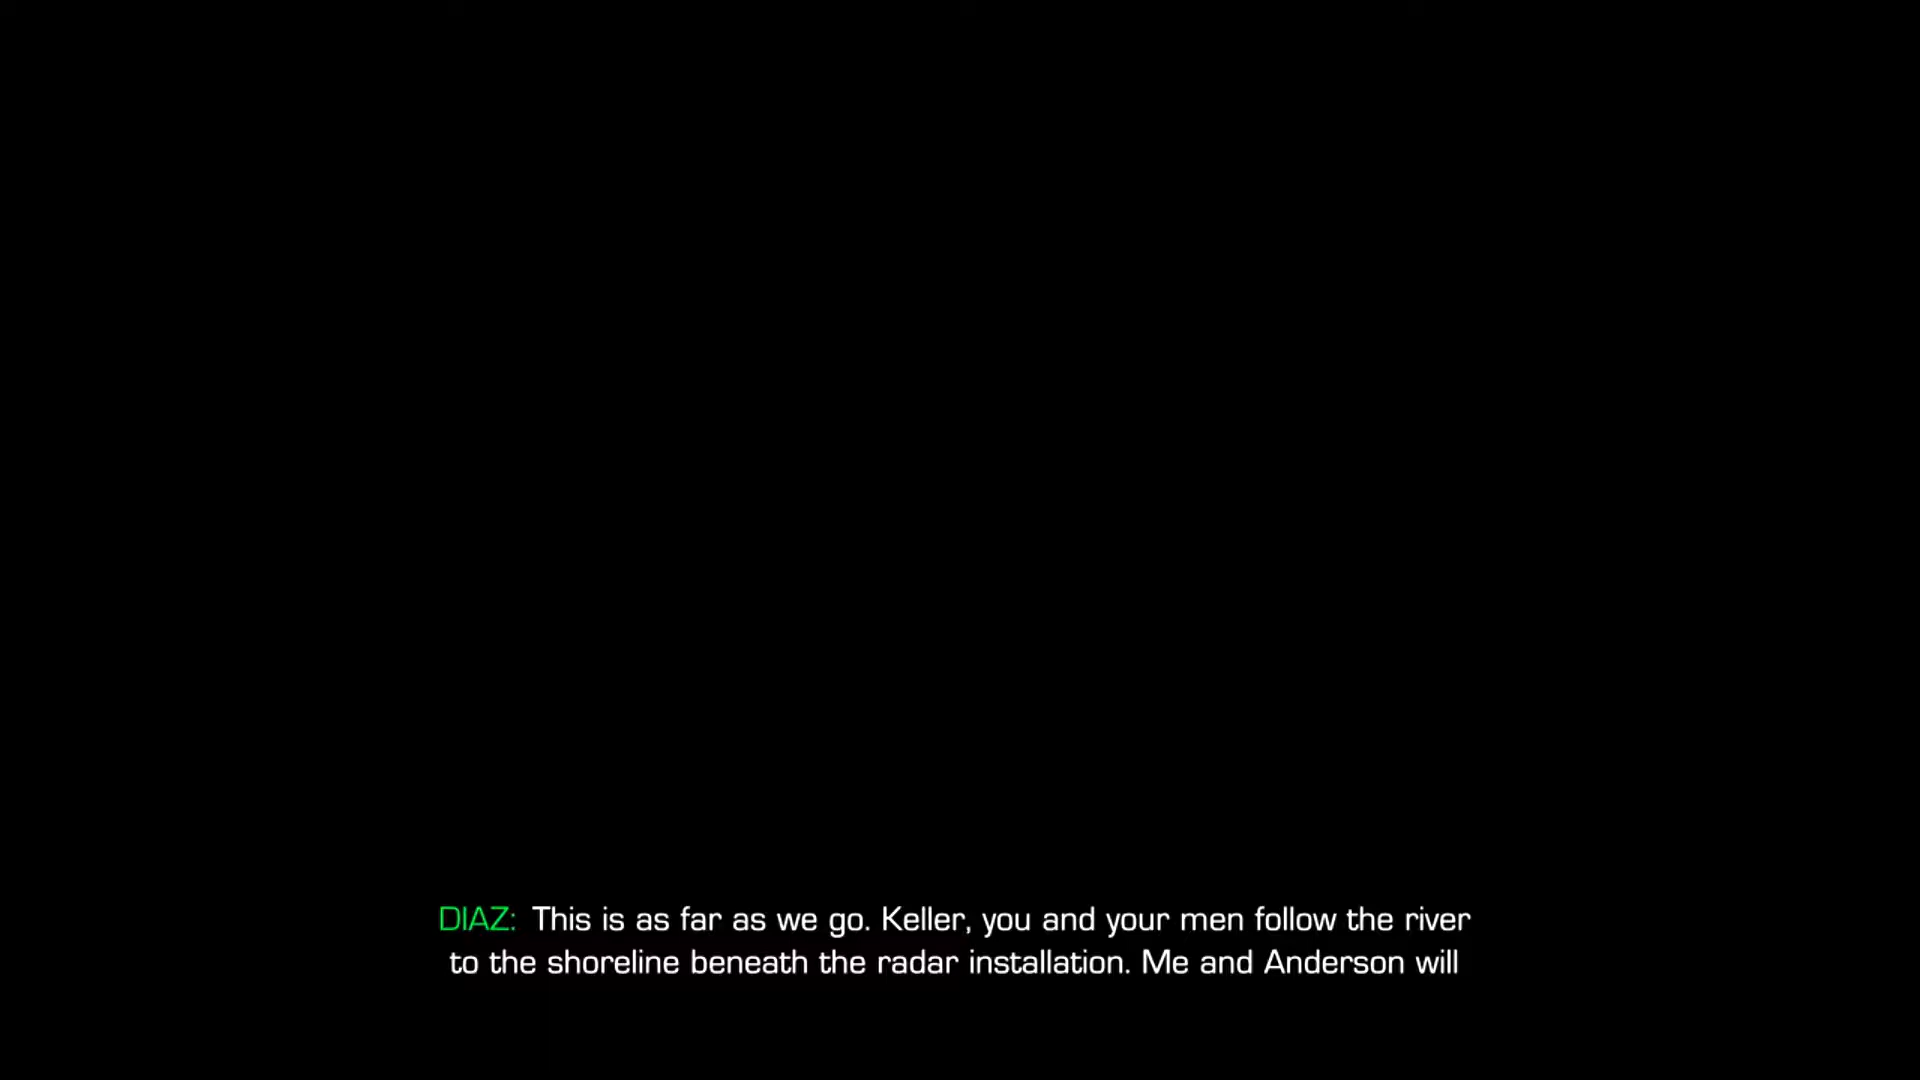 DIAZ: This is as far as we go. Keller, you and your men follow the river
to the shoreline beneath the radar installation. Me and Anderson will